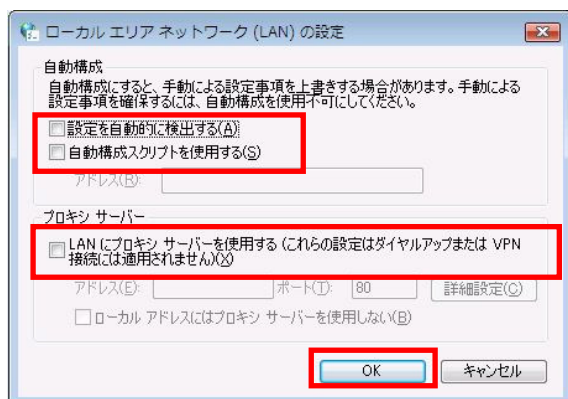 ローカル エリア ネットワーク (LAN) の設定
自動構成
自動構成にすると、手動による設定事項を上書きする場合があります。手動による
設定事項を確保するには、自動構成を使用不可にしてください。
設定を自動的に検出する(A)
自動構成スクリプトを使用する(S)
アドレス(R):
プロキシ サーバー
LAN にプロキシ サーバーを使用する (これらの設定はダイヤルアップまたは VPN
接続には適用されません)(X)
アドレス(E): ポート(T): 80 詳細設定(C)
ローカル アドレスにはプロキシ サーバーを使用しない(B)
OK キャンセル